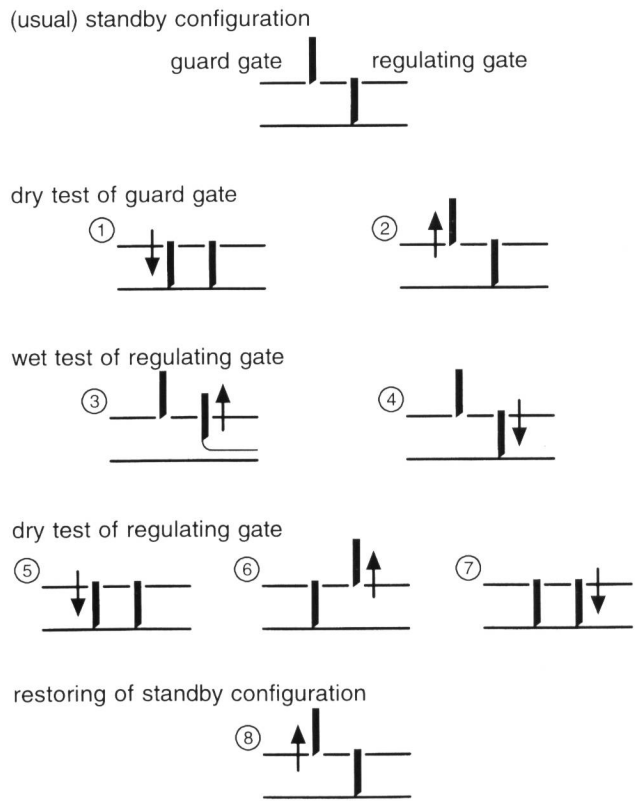 (usual) standby configuration
guard gate regulating gate
dry test of guard gate
1 2
wet test of regulating gate
3 4
dry test of regulating gate
5 6 7
restoring of standby configuration
8